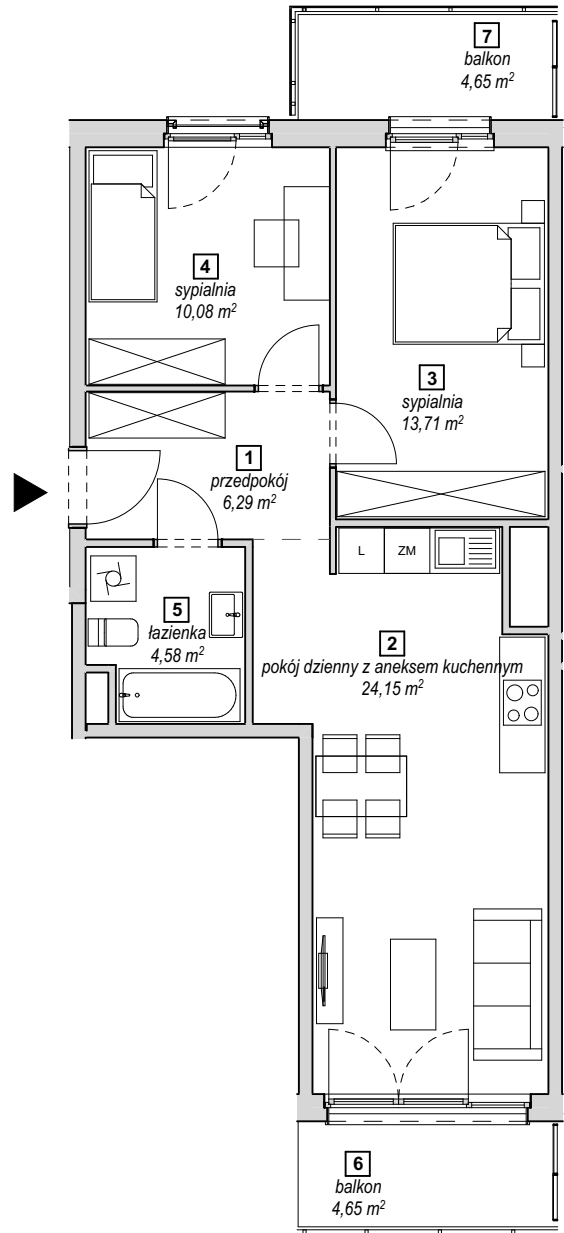 7
balkon
4,65 m²
4
sypialnia
10,08 m²
3
sypialnia
13,71 m²
1
przedpokój
6,29 m²
L
ZM
5
łazienka
4,58 m²
2
pokój dzienny z aneksem kuchennym
24,15 m²
6
balkon
4,65 m²